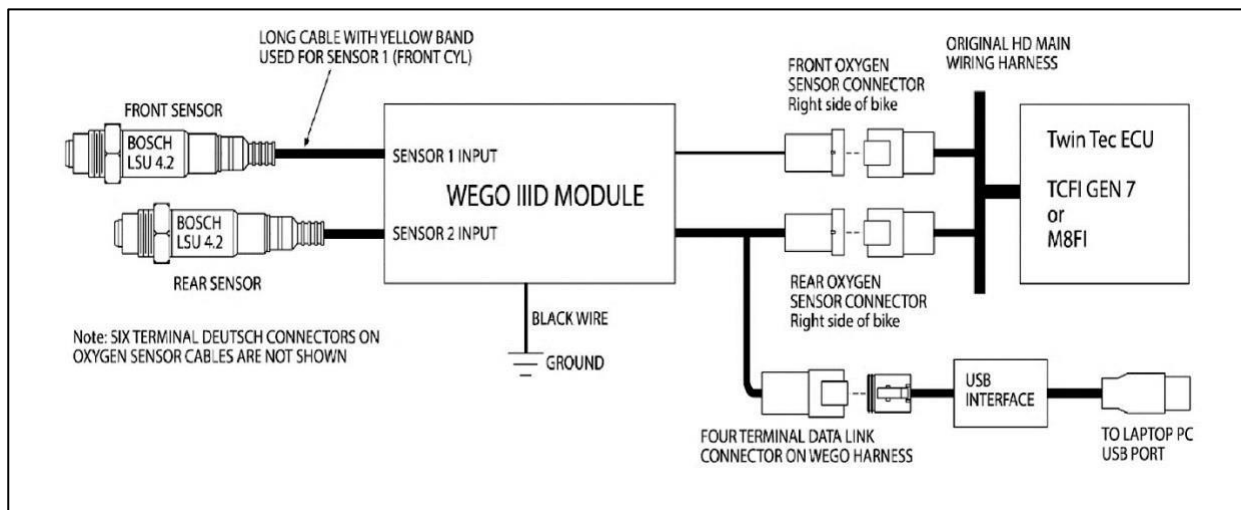 LONG CABLE WITH YELLOW BAND
USED FOR SENSOR 1 (FRONT CYL)
FRONT SENSOR
BOSCH
LSU 4.2
BOSCH
LSU 4.2
REAR SENSOR
Note: SIX TERMINAL DEUTSCH CONNECTORS ON
OXYGEN SENSOR CABLES ARE NOT SHOWN
SENSOR 1 INPUT
WEGO IIID MODULE
SENSOR 2 INPUT
BLACK WIRE
GROUND
FRONT OXYGEN
SENSOR CONNECTOR
Right side of bike
ORIGINAL HD MAIN
WIRING HARNESS
Twin Tec ECU
TCFI GEN 7
or
M8FI
REAR OXYGEN
SENSOR CONNECTOR
Right side of bike
FOUR TERMINAL DATA LINK
CONNECTOR ON WEGO HARNESS
USB
INTERFACE
TO LAPTOP PC
USB PORT